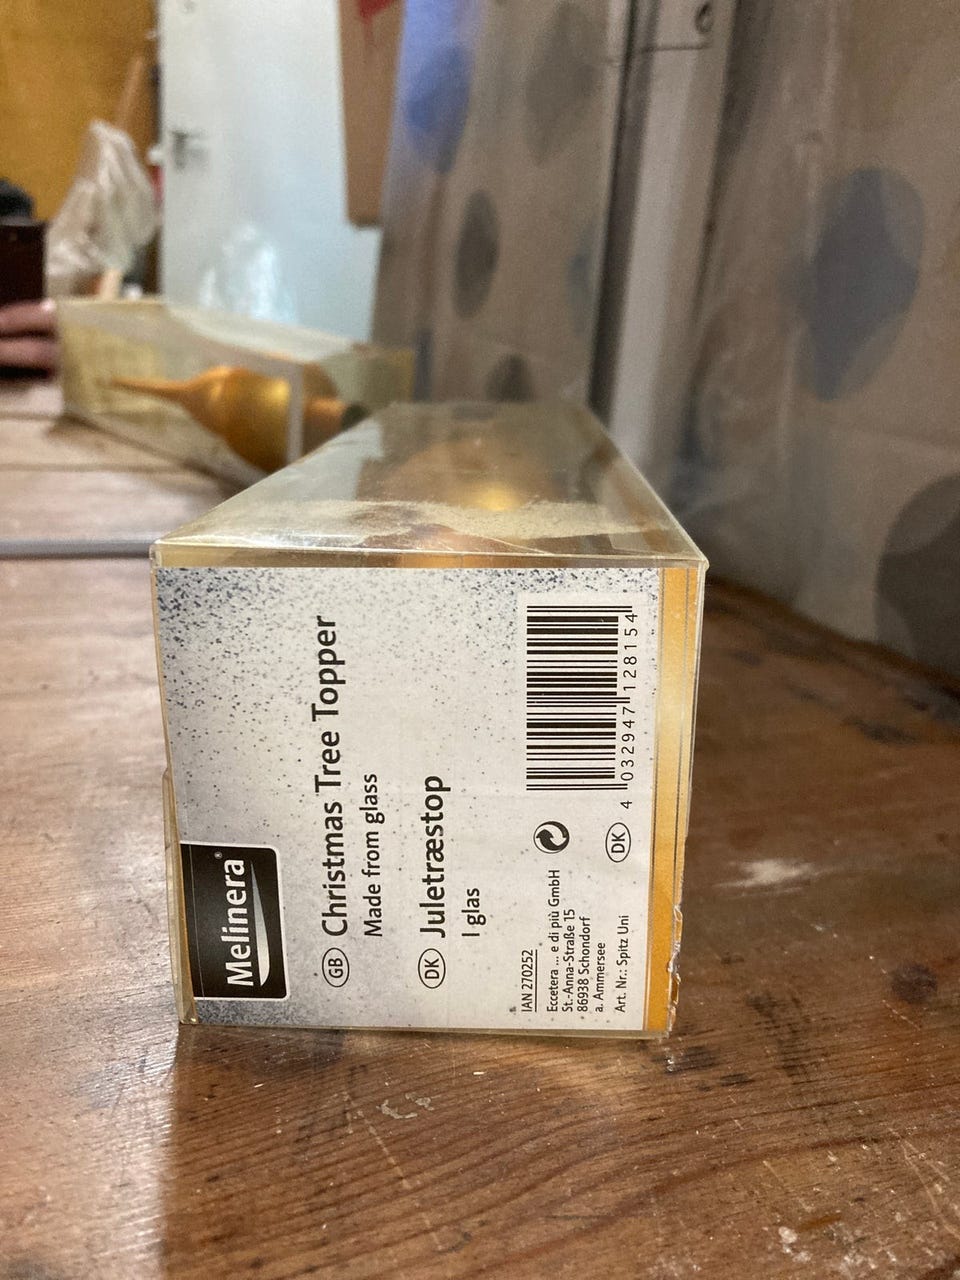 Melinera®
GB Christmas Tree Topper
Made from glass
DK Juletræstop
I glas
IAN 270252
Eccetera ... e di più GmbH
St.-Anna-Straße 15
86938 Schondorf
a. Ammersee
Art. Nr.: Spitz Uni
DK
4 032947 128154